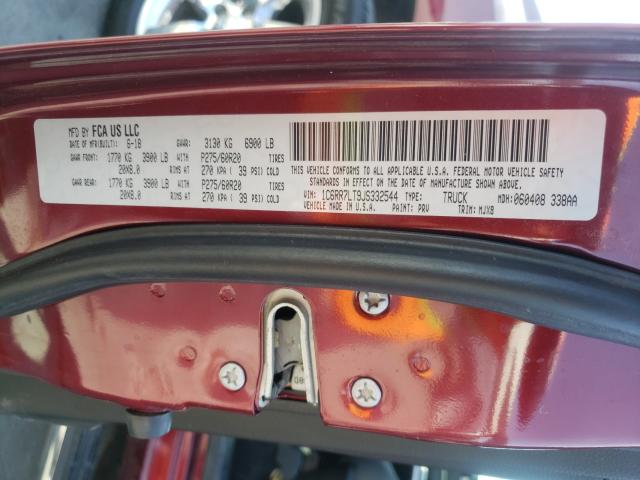 MFD BY FCA US LLC
DATE OF MFR(BUILT): 6-18 GVWR: 3130 KG 6900 LB
GAWR FRONT: 1770 KG 3900 LB WITH P275/60R20 TIRES
20X8.0 RIMS AT 270 KPA ( 39 PSI) COLD
GAWR REAR: 1770 KG 3900 LB WITH P275/60R20 TIRES
20X8.0 RIMS AT 270 KPA ( 39 PSI) COLD
THIS VEHICLE CONFORMS TO ALL APPLICABLE U.S.A. FEDERAL MOTOR VEHICLE
SAFETY STANDARDS IN EFFECT ON THE DATE OF MANUFACTURE SHOWN ABOVE.
VIN: 1C6RR7LT9JS332544 TYPE: TRUCK MDH: 060408 338AA
VEHICLE MADE IN U.S.A. PAINT: PRV TRIM: MJX8